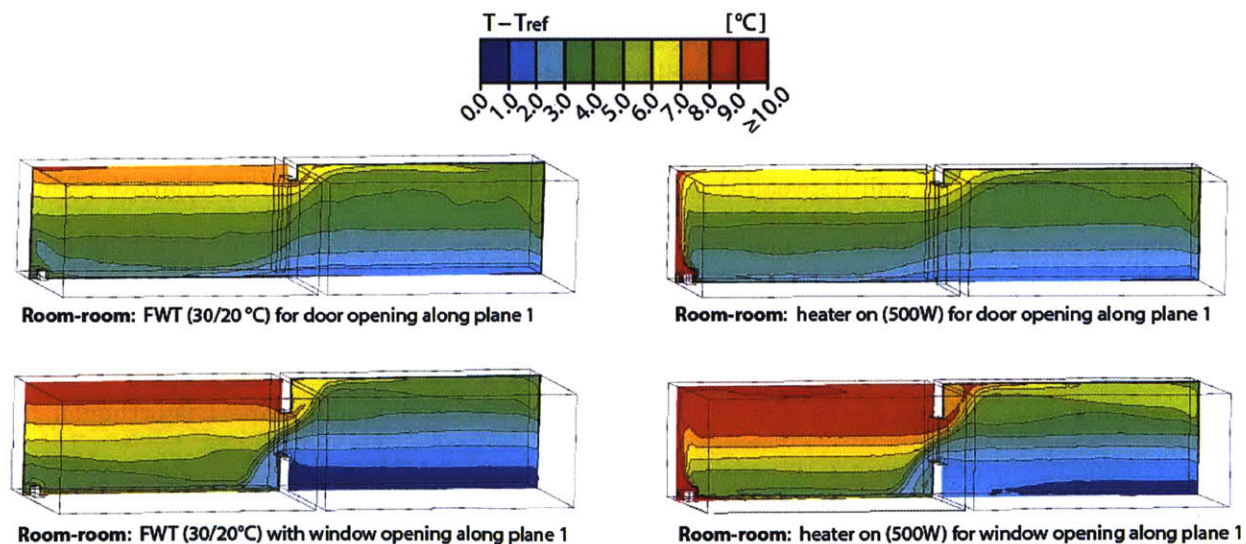 T – Tref [°C]
0.0 1.0 2.0 3.0 4.0 5.0 6.0 7.0 8.0 9.0 ≥10.0
Room-room: FWT (30/20 °C) for door opening along plane 1
Room-room: heater on (500W) for door opening along plane 1
Room-room: FWT (30/20°C) with window opening along plane 1
Room-room: heater on (500W) for window opening along plane 1